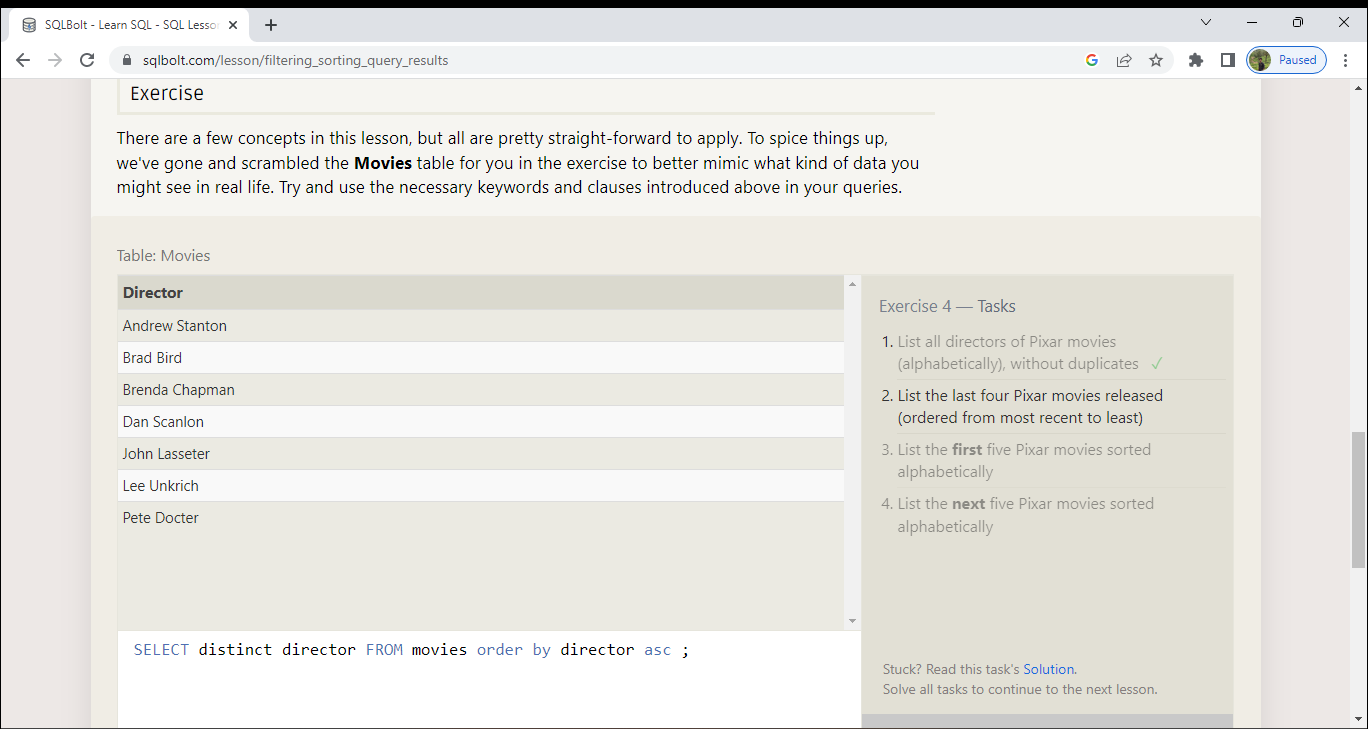 SQLBolt - Learn SQL - SQL Lesso
sqlbolt.com/lesson/filtering_sorting_query_results
Paused
Exercise
There are a few concepts in this lesson, but all are pretty straight-forward to apply. To spice things up,
we've gone and scrambled the Movies table for you in the exercise to better mimic what kind of data you
might see in real life. Try and use the necessary keywords and clauses introduced above in your queries.
Table: Movies
Director
Andrew Stanton
Brad Bird
Brenda Chapman
Dan Scanlon
John Lasseter
Lee Unkrich
Pete Docter
SELECT distinct director FROM movies order by director asc ;
Exercise 4 — Tasks
1. List all directors of Pixar movies
(alphabetically), without duplicates ✓
2. List the last four Pixar movies released
(ordered from most recent to least)
3. List the first five Pixar movies sorted
alphabetically
4. List the next five Pixar movies sorted
alphabetically
Stuck? Read this task's Solution.
Solve all tasks to continue to the next lesson.